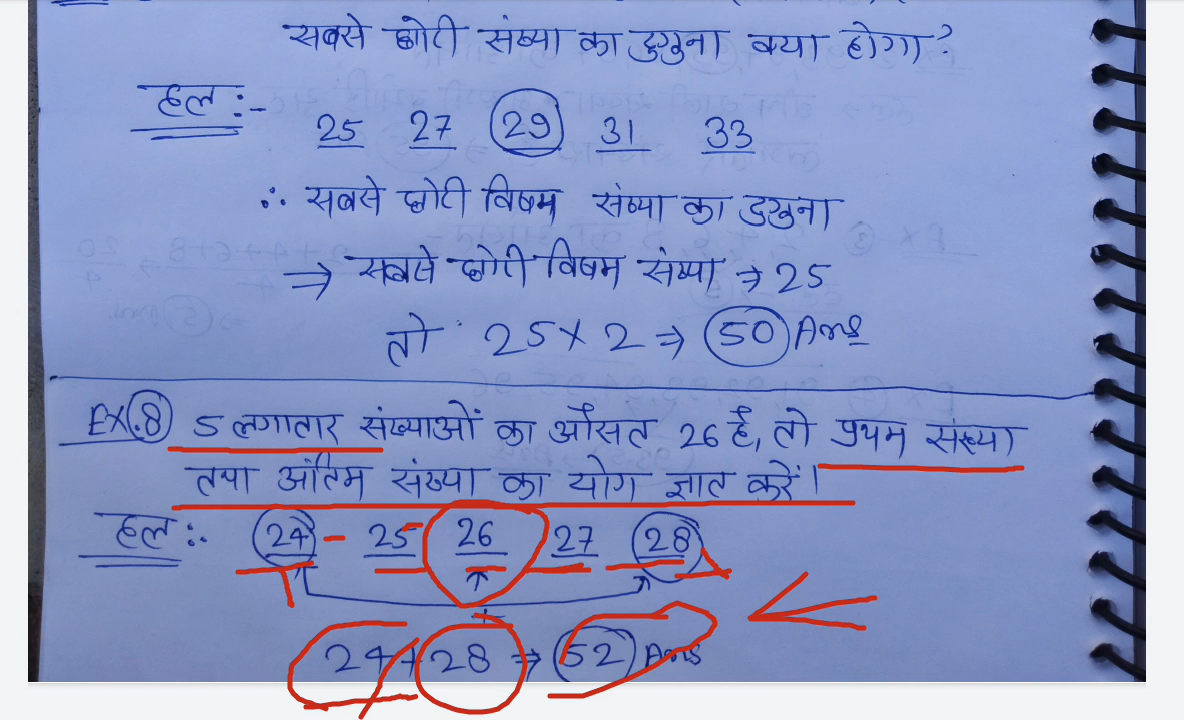 सबसे छोटी संख्या का दुगुना क्या होगा?
हल:-
25 27 29 31 33
∴ सबसे छोटी विषम संख्या का दुगुना
⇒ सबसे छोटी विषम संख्या → 25
तो 25 × 2 ⇒ 50 Ans
Ex.8 5 लगातार संख्याओं का औसत 26 है, तो प्रथम संख्या
तथा अंतिम संख्या का योग ज्ञात करें।
हल:- 24 - 25 26 27 28
+
24 + 28 → 52 Ans